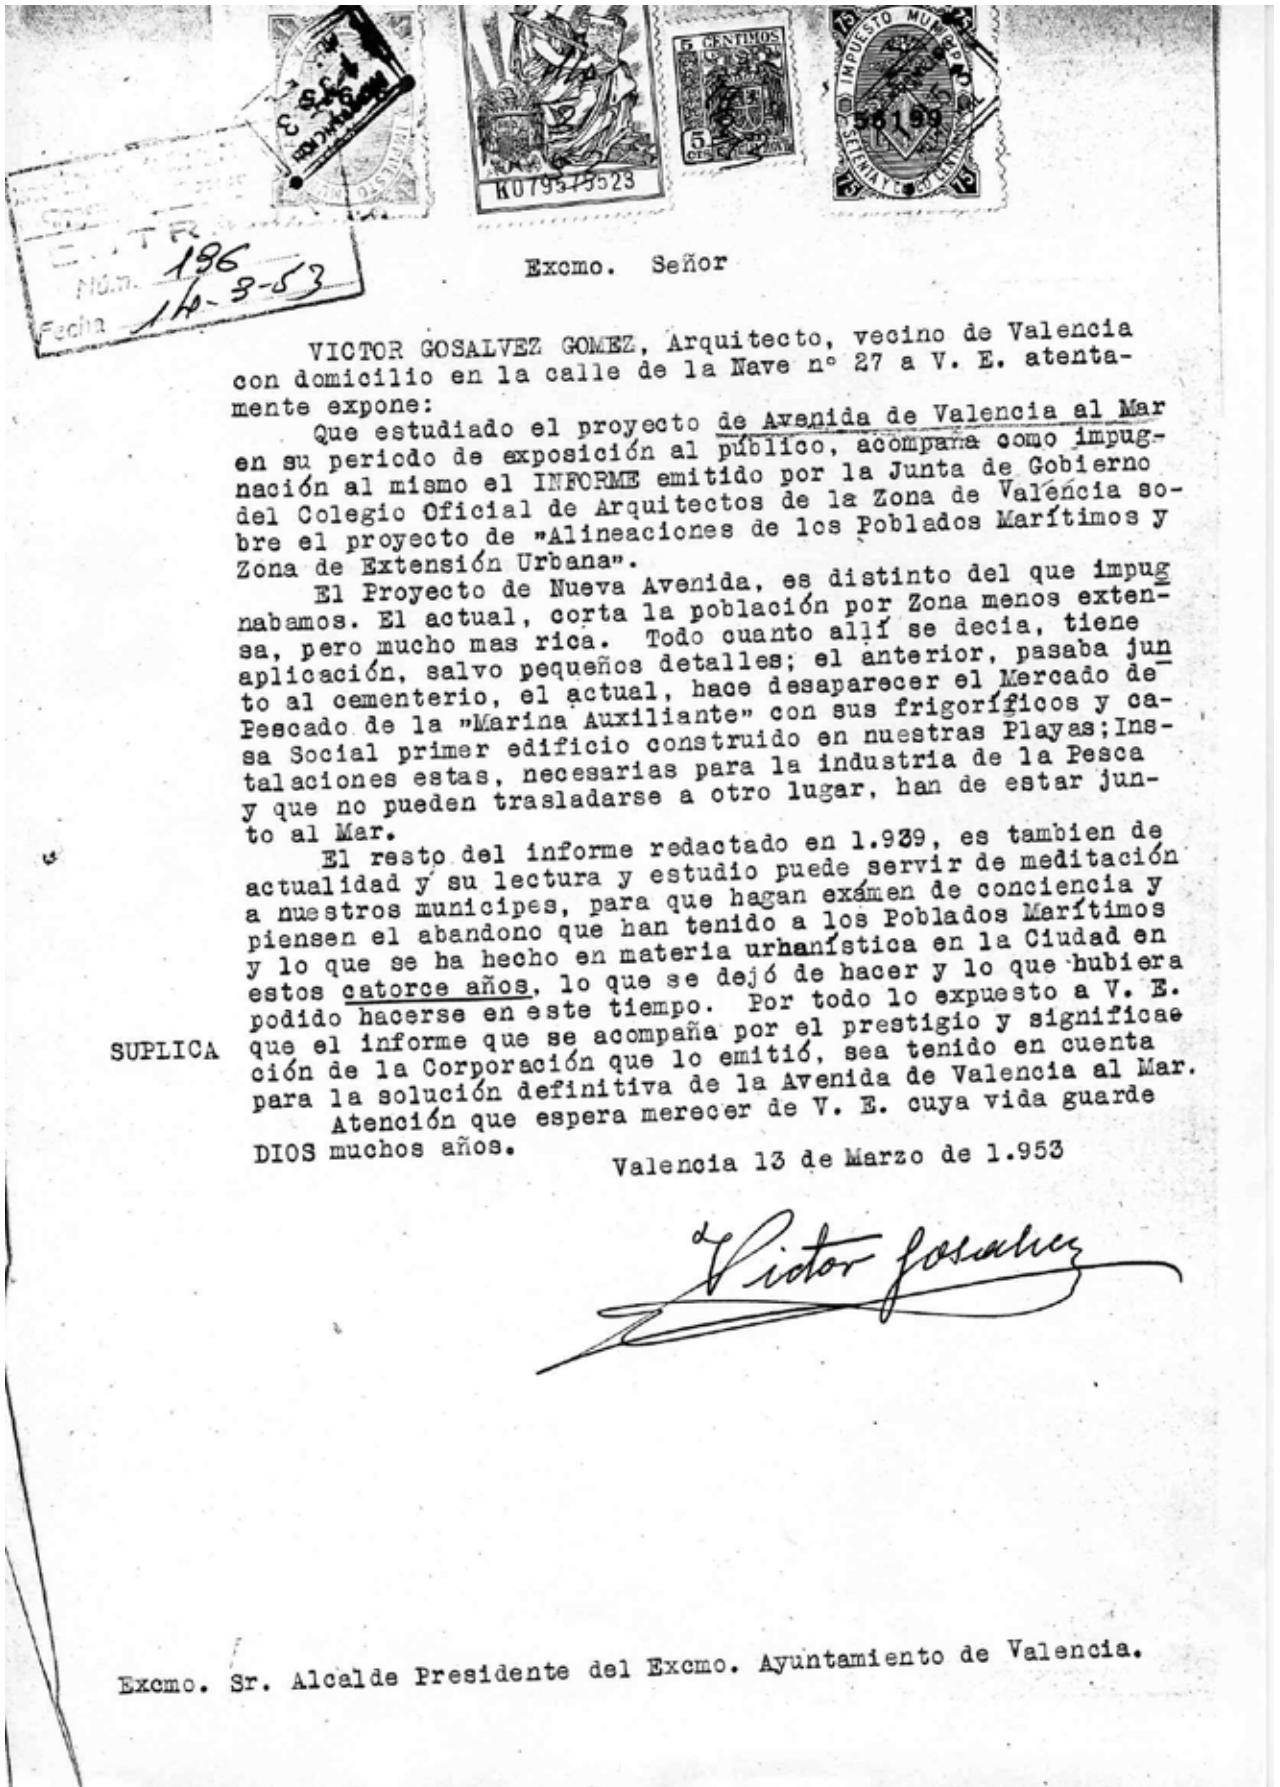 5 CENTIMOS
5
cts
K079575523
IMPUESTO MUNICIPAL
75
75
56199
SETENTA Y CINCO CENTIMOS
75
75
Núm. 196
Fecha 14-3-53
Excmo. Señor
VICTOR GOSALVEZ GOMEZ, Arquitecto, vecino de Valencia
con domicilio en la calle de la Nave nº 27 a V. E. atenta-
mente expone:
Que estudiado el proyecto de Avenida de Valencia al Mar
en su periodo de exposición al público, acompaña como impug-
nación al mismo el INFORME emitido por la Junta de Gobierno
del Colegio Oficial de Arquitectos de la Zona de Valencia so-
bre el proyecto de "Alineaciones de los Poblados Marítimos y
Zona de Extensión Urbana".
El Proyecto de Nueva Avenida, es distinto del que impug
nabamos. El actual, corta la población por Zona menos exten-
sa, pero mucho mas rica. Todo cuanto allí se decia, tiene
aplicación, salvo pequeños detalles; el anterior, pasaba jun
to al cementerio, el actual, hace desaparecer el Mercado de
Pescado de la "Marina Auxiliante" con sus frigoríficos y ca-
sa Social primer edificio construido en nuestras Playas; Ins-
talaciones estas, necesarias para la industria de la Pesca
y que no pueden trasladarse a otro lugar, han de estar jun-
to al Mar.
El resto del informe redactado en 1.939, es tambien de
actualidad y su lectura y estudio puede servir de meditación
a nuestros municipes, para que hagan exámen de conciencia y
piensen el abandono que han tenido a los Poblados Marítimos
y lo que se ha hecho en materia urbanística en la Ciudad en
estos catorce años, lo que se dejó de hacer y lo que hubiera
podido hacerse en este tiempo. Por todo lo expuesto a V. E.
SUPLICA que el informe que se acompaña por el prestigio y significa-
ción de la Corporación que lo emitió, sea tenido en cuenta
para la solución definitiva de la Avenida de Valencia al Mar.
Atención que espera merecer de V. E. cuya vida guarde
DIOS muchos años.
Valencia 13 de Marzo de 1.953
Victor Gosalvez
Excmo. Sr. Alcalde Presidente del Excmo. Ayuntamiento de Valencia.